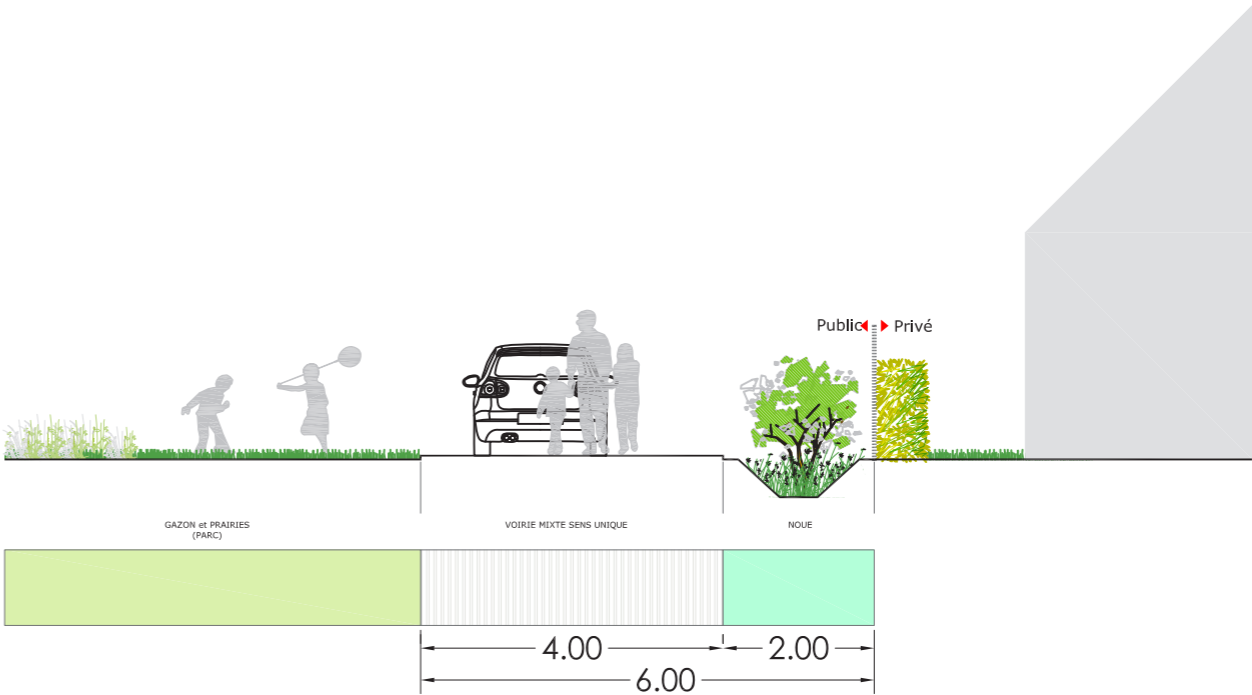 Public Privé
GAZON et PRAIRIES
(PARC)
VOIRIE MIXTE SENS UNIQUE
NOUE
4.00
2.00
6.00